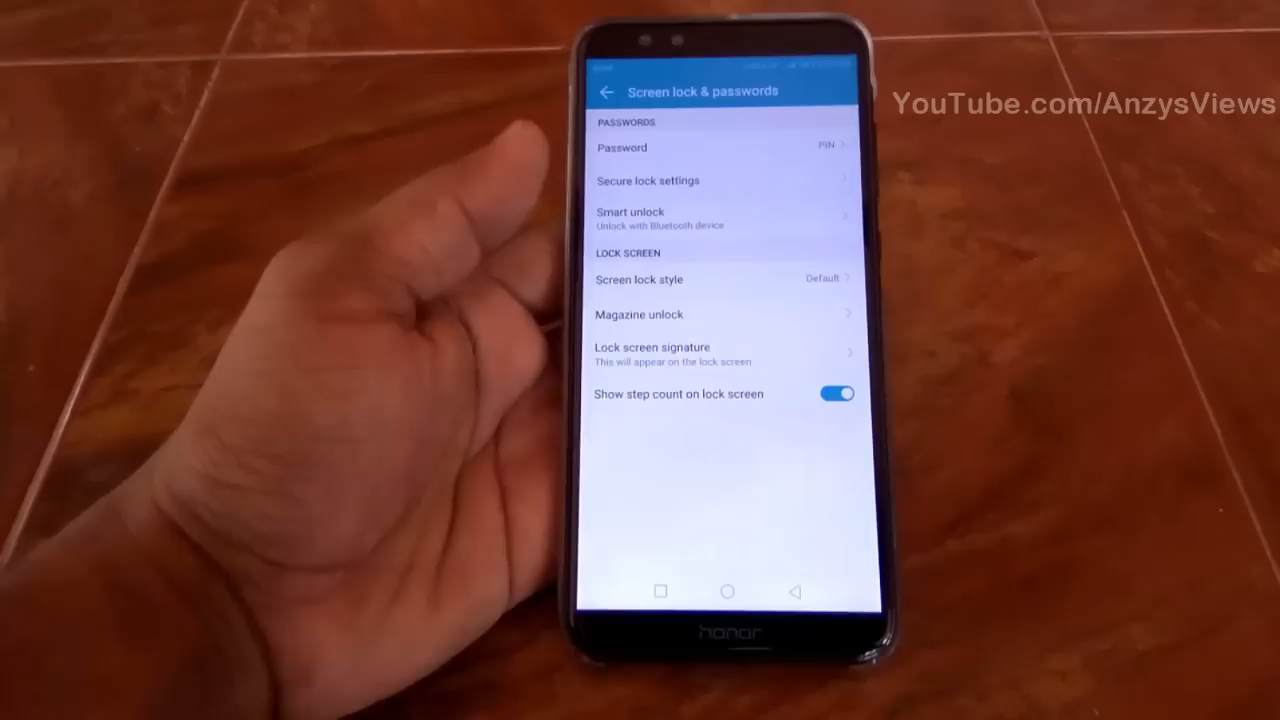 Screen lock & passwords
YouTube.com/AnzysViews
PASSWORDS
Password PIN
Secure lock settings
Smart unlock
Unlock with Bluetooth device
LOCK SCREEN
Screen lock style Default
Magazine unlock
Lock screen signature
This will appear on the lock screen
Show step count on lock screen
honor